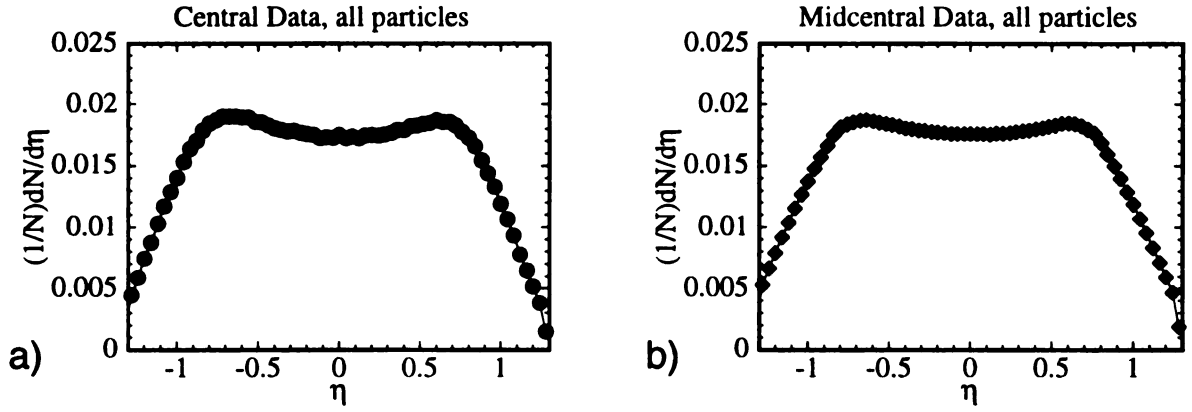 Central Data, all particles
0.025
0.02
0.015
0.01
0.005
0
(1/N)dN/dη
-1
-0.5
0
0.5
1
η
a)
Midcentral Data, all particles
0.025
0.02
0.015
0.01
0.005
0
(1/N)dN/dη
-1
-0.5
0
0.5
1
η
b)